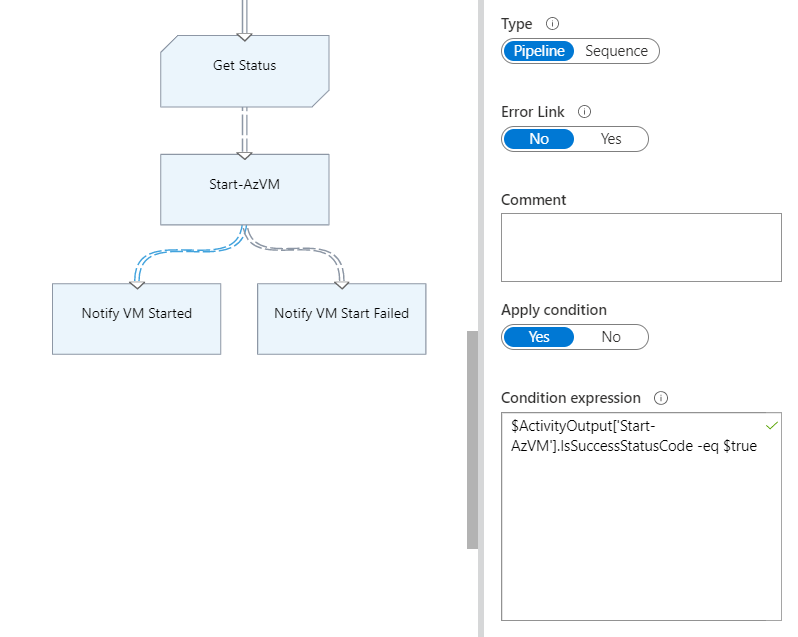 Get Status
Start-AzVM
Notify VM Started
Notify VM Start Failed
Type
Pipeline
Sequence
Error Link
No
Yes
Comment
Apply condition
Yes
No
Condition expression
$ActivityOutput['Start-
AzVM'].IsSuccessStatusCode -eq $true